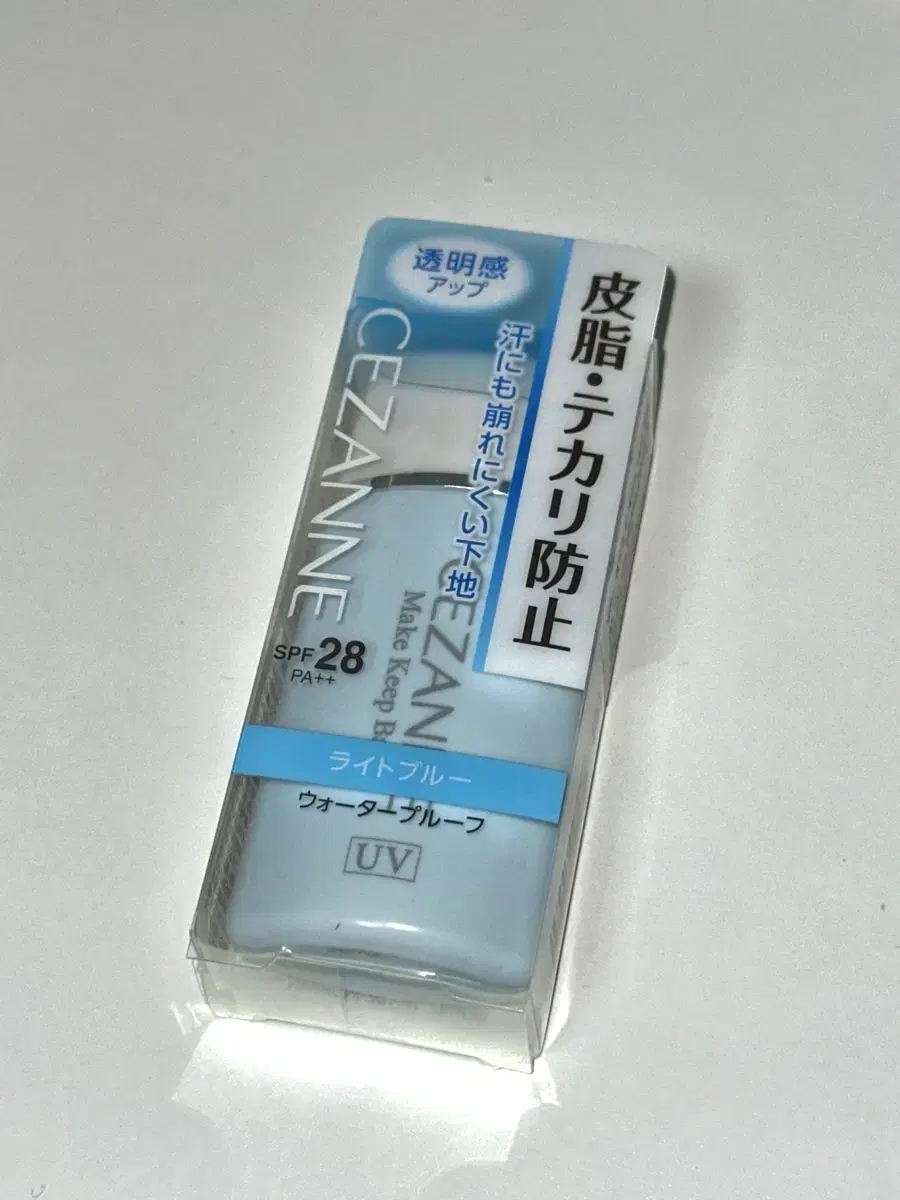 透明感
アップ
CEZANNE
汗にも崩れにくい下地
皮脂・テカリ防止
SPF 28
PA++
Make Keep
ライトブルー
ウォータープルーフ
UV